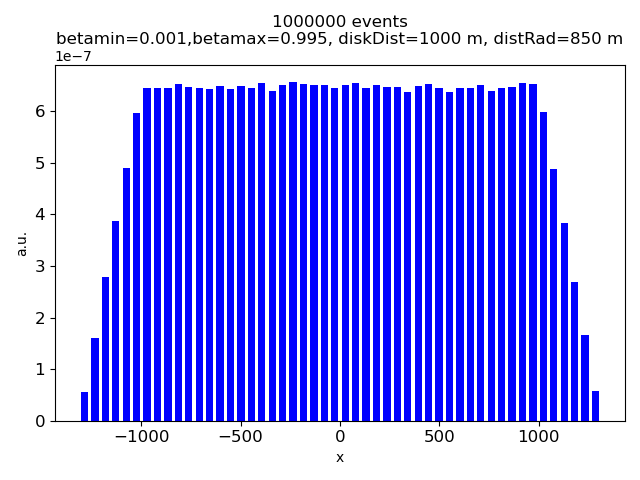 1000000 events
betamin=0.001,betamax=0.995, diskDist=1000 m, distRad=850 m
1e−7
6
5
4
3
2
1
0
a.u.
−1000
−500
0
500
1000
x